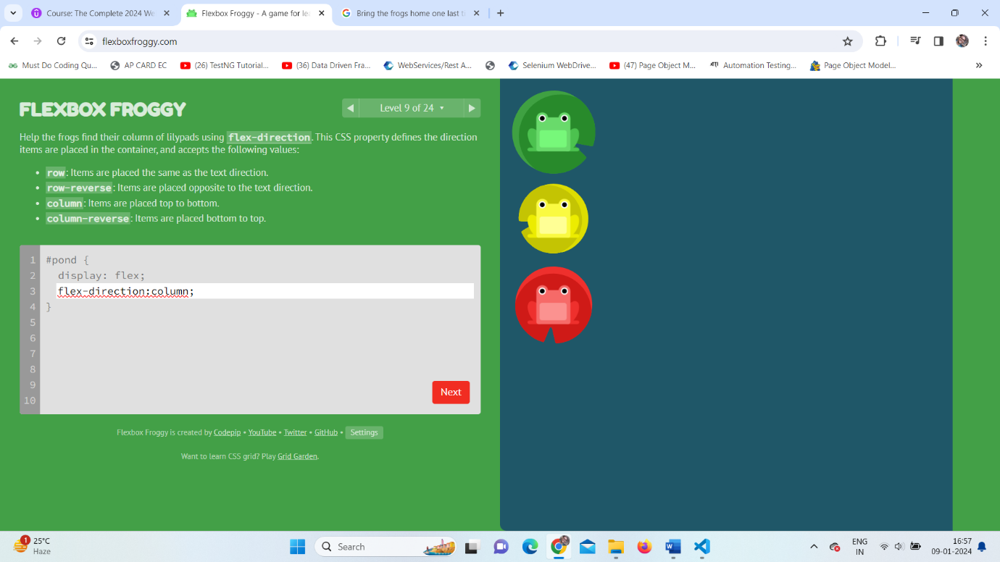 Course: The Complete 2024 We
Flexbox Froggy - A game for lea
Bring the frogs home one last ti
flexboxfroggy.com
Must Do Coding Qu...
AP CARD EC
(26) TestNG Tutorial...
(36) Data Driven Fra...
WebServices/Rest A...
Selenium WebDrive...
(47) Page Object M...
Automation Testing...
Page Object Model...
»
FLEXBOX FROGGY
Level 9 of 24
Help the frogs find their column of lilypads using flex-direction. This CSS property defines the direction
items are placed in the container, and accepts the following values:
• row: Items are placed the same as the text direction.
• row-reverse: Items are placed opposite to the text direction.
• column: Items are placed top to bottom.
• column-reverse: Items are placed bottom to top.
1 #pond {
2 display: flex;
3 flex-direction:column;
4 }
5
6
7
8
9
10
Next
Flexbox Froggy is created by Codepip • YouTube • Twitter • GitHub • Settings
Want to learn CSS grid? Play Grid Garden.
1
25°C
Haze
Search
ENG
IN
16:57
09-01-2024